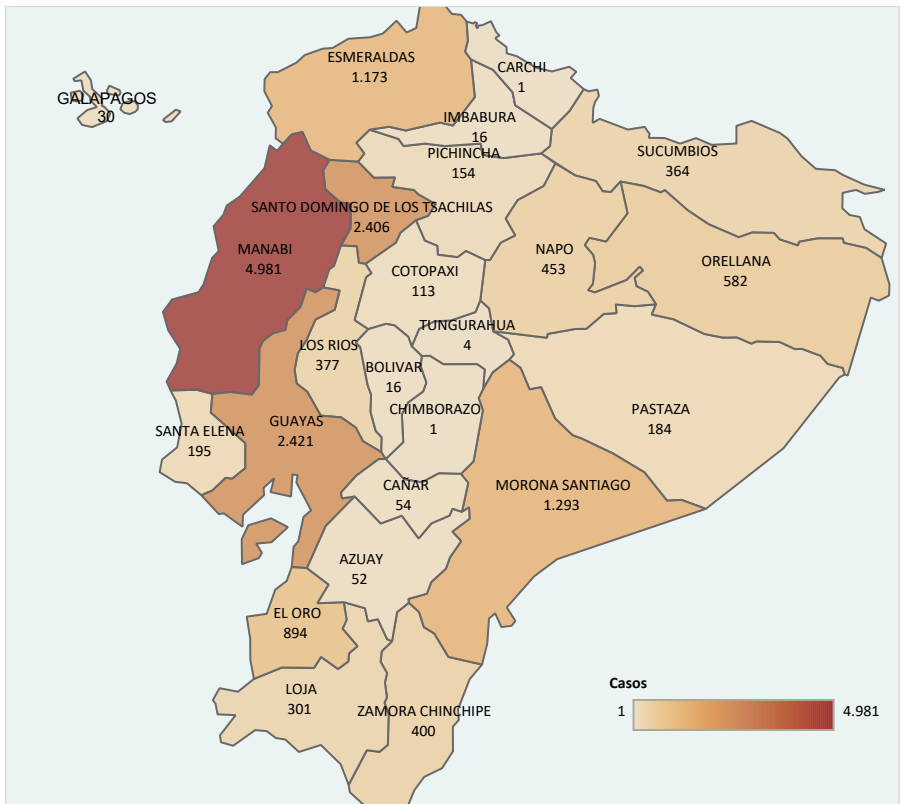 ESMERALDAS
1.173
CARCHI
1
GALAPAGOS
30
IMBABURA
16
PICHINCHA
154
SUCUMBIOS
364
SANTO DOMINGO DE LOS TSACHILAS
2.406
MANABI
4.981
NAPO
453
ORELLANA
582
COTOPAXI
113
TUNGURAHUA
4
LOS RIOS
377
BOLIVAR
16
CHIMBORAZO
1
PASTAZA
184
SANTA ELENA
195
GUAYAS
2.421
CAÑAR
54
MORONA SANTIAGO
1.293
AZUAY
52
EL ORO
894
LOJA
301
ZAMORA CHINCHIPE
400
Casos
1 4.981